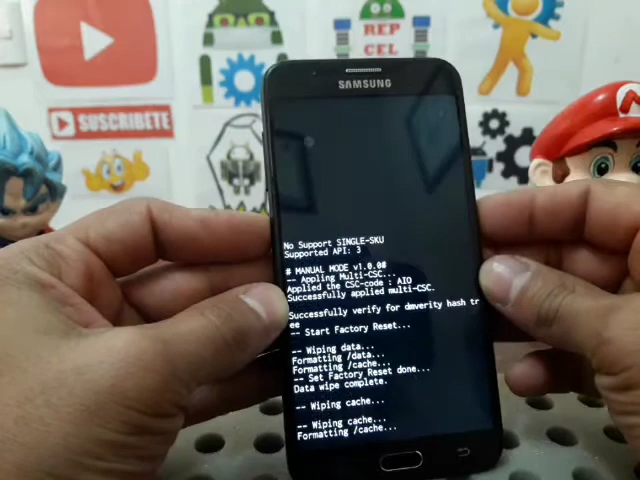 REP
CEL
SAMSUNG
SUSCRIBETE
No Support SINGLE-SKU
Supported API: 3
# MANUAL MODE v1.0.0#
-- Appling Multi-CSC...
Applied the CSC-code : AIO
Successfully applied multi-CSC.
Successfully verify for dmverity hash tr
ee
-- Start Factory Reset...
-- Wiping data...
Formatting /data...
Formatting /cache...
-- Set Factory Reset done...
Data wipe complete.
-- Wiping cache...
-- Wiping cache...
Formatting /cache...